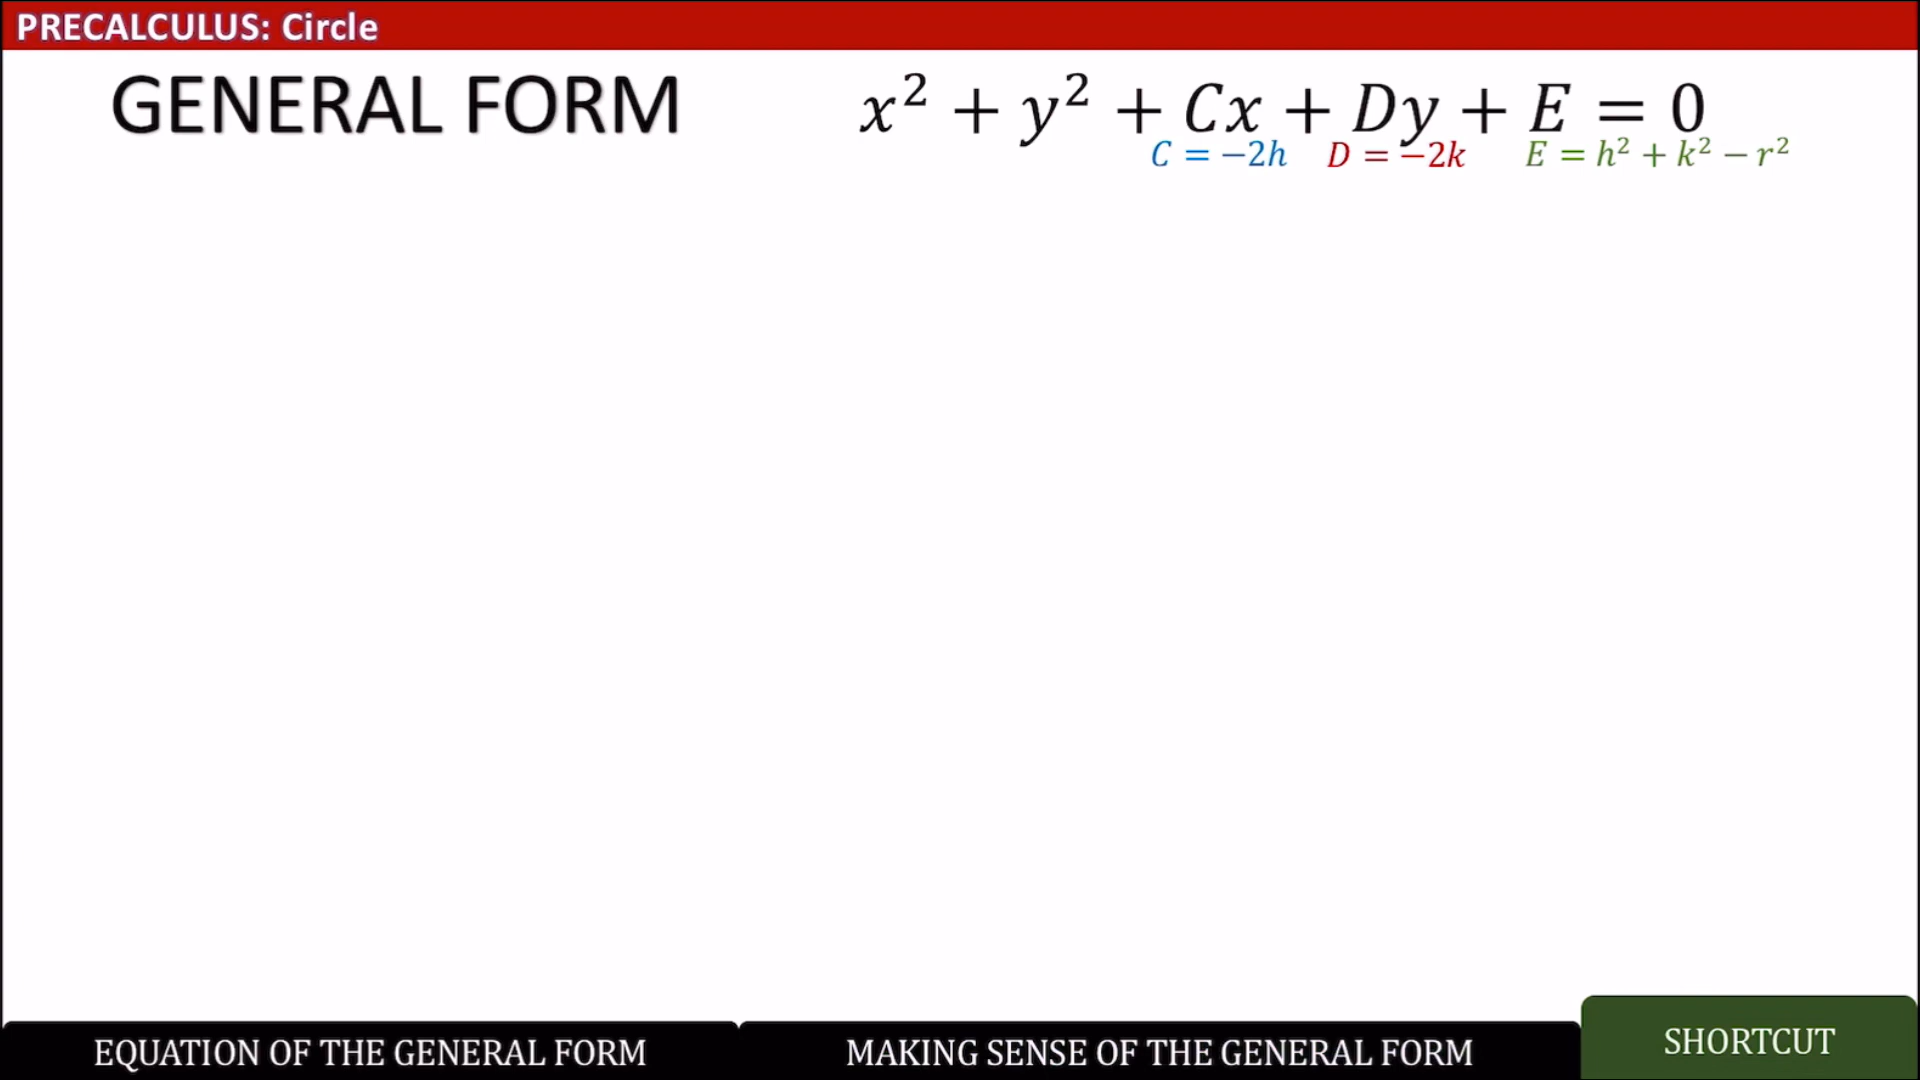 PRECALCULUS: Circle
GENERAL FORM
x² + y² + Cx + Dy + E = 0
C = −2h D = −2k E = h² + k² − r²
EQUATION OF THE GENERAL FORM
MAKING SENSE OF THE GENERAL FORM
SHORTCUT